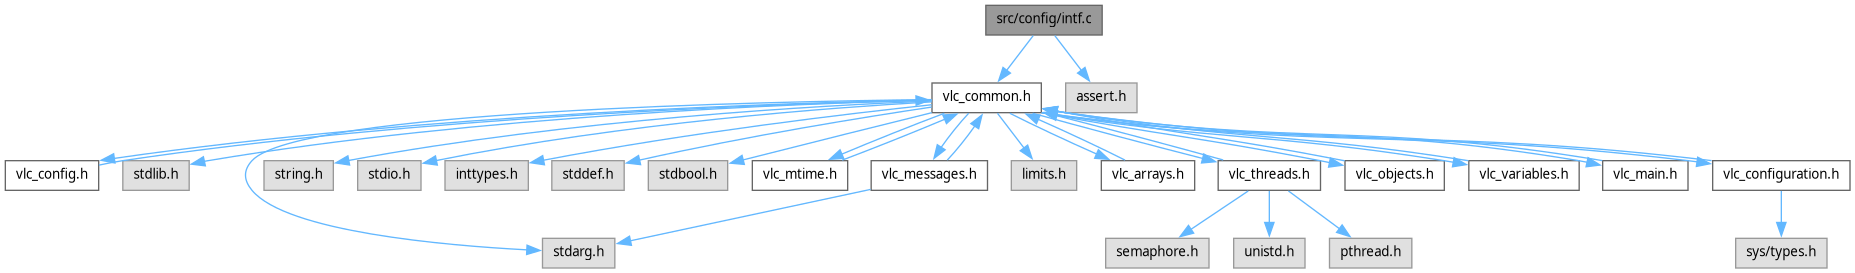 src/config/intf.c
vlc_common.h
assert.h
vlc_config.h
stdlib.h
string.h
stdio.h
inttypes.h
stddef.h
stdbool.h
vlc_mtime.h
vlc_messages.h
limits.h
vlc_arrays.h
vlc_threads.h
vlc_objects.h
vlc_variables.h
vlc_main.h
vlc_configuration.h
stdarg.h
semaphore.h
unistd.h
pthread.h
sys/types.h